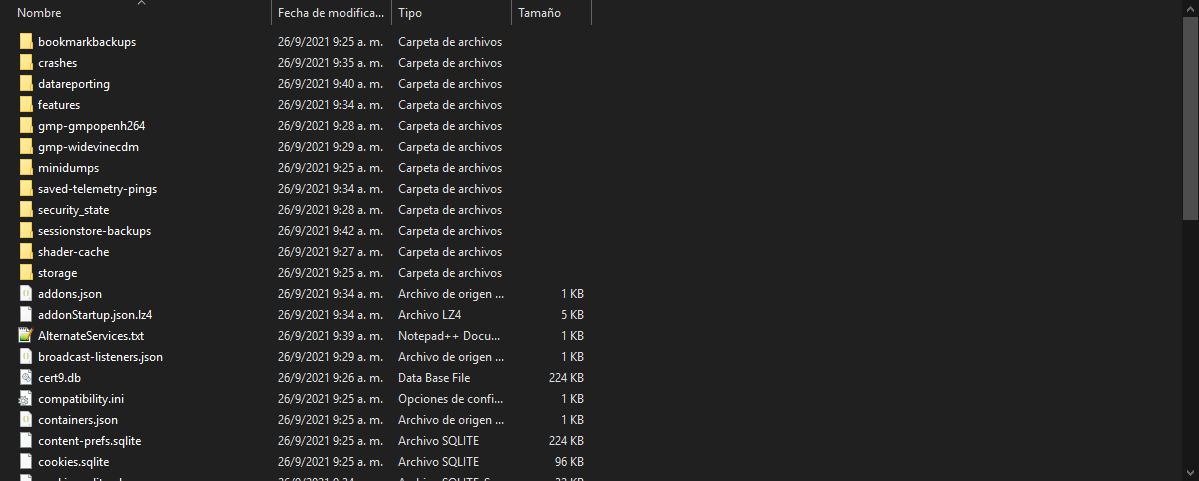 Nombre Fecha de modifica... Tipo Tamaño
bookmarkbackups 26/9/2021 9:25 a. m. Carpeta de archivos
crashes 26/9/2021 9:35 a. m. Carpeta de archivos
datareporting 26/9/2021 9:40 a. m. Carpeta de archivos
features 26/9/2021 9:34 a. m. Carpeta de archivos
gmp-gmpopenh264 26/9/2021 9:28 a. m. Carpeta de archivos
gmp-widevinecdm 26/9/2021 9:29 a. m. Carpeta de archivos
minidumps 26/9/2021 9:25 a. m. Carpeta de archivos
saved-telemetry-pings 26/9/2021 9:34 a. m. Carpeta de archivos
security_state 26/9/2021 9:28 a. m. Carpeta de archivos
sessionstore-backups 26/9/2021 9:42 a. m. Carpeta de archivos
shader-cache 26/9/2021 9:27 a. m. Carpeta de archivos
storage 26/9/2021 9:25 a. m. Carpeta de archivos
addons.json 26/9/2021 9:34 a. m. Archivo de origen ... 1 KB
addonStartup.json.lz4 26/9/2021 9:34 a. m. Archivo LZ4 5 KB
AlternateServices.txt 26/9/2021 9:39 a. m. Notepad++ Docu... 1 KB
broadcast-listeners.json 26/9/2021 9:29 a. m. Archivo de origen ... 1 KB
cert9.db 26/9/2021 9:26 a. m. Data Base File 224 KB
compatibility.ini 26/9/2021 9:25 a. m. Opciones de confi... 1 KB
containers.json 26/9/2021 9:25 a. m. Archivo de origen ... 1 KB
content-prefs.sqlite 26/9/2021 9:25 a. m. Archivo SQLITE 224 KB
cookies.sqlite 26/9/2021 9:25 a. m. Archivo SQLITE 96 KB